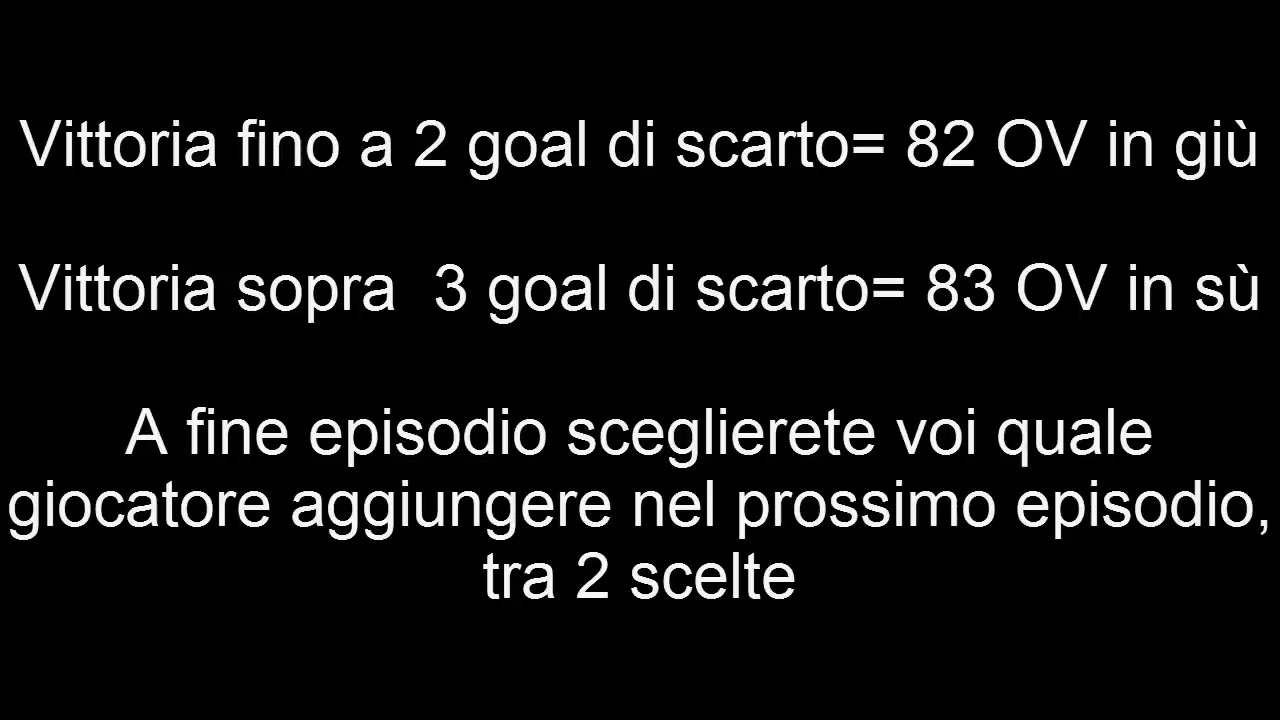 Vittoria fino a 2 goal di scarto= 82 OV in giù
Vittoria sopra  3 goal di scarto= 83 OV in sù
A fine episodio sceglierete voi quale
giocatore aggiungere nel prossimo episodio,
tra 2 scelte